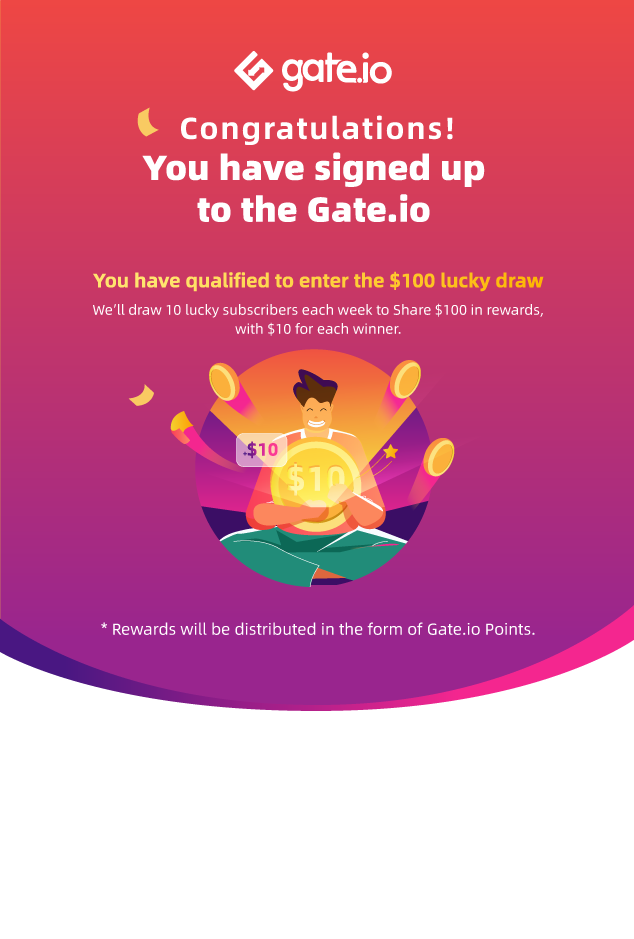 gate.io
Congratulations!
You have signed up
to the Gate.io
You have qualified to enter the $100 lucky draw
We’ll draw 10 lucky subscribers each week to Share $100 in rewards,
with $10 for each winner.
$10
$10
* Rewards will be distributed in the form of Gate.io Points.